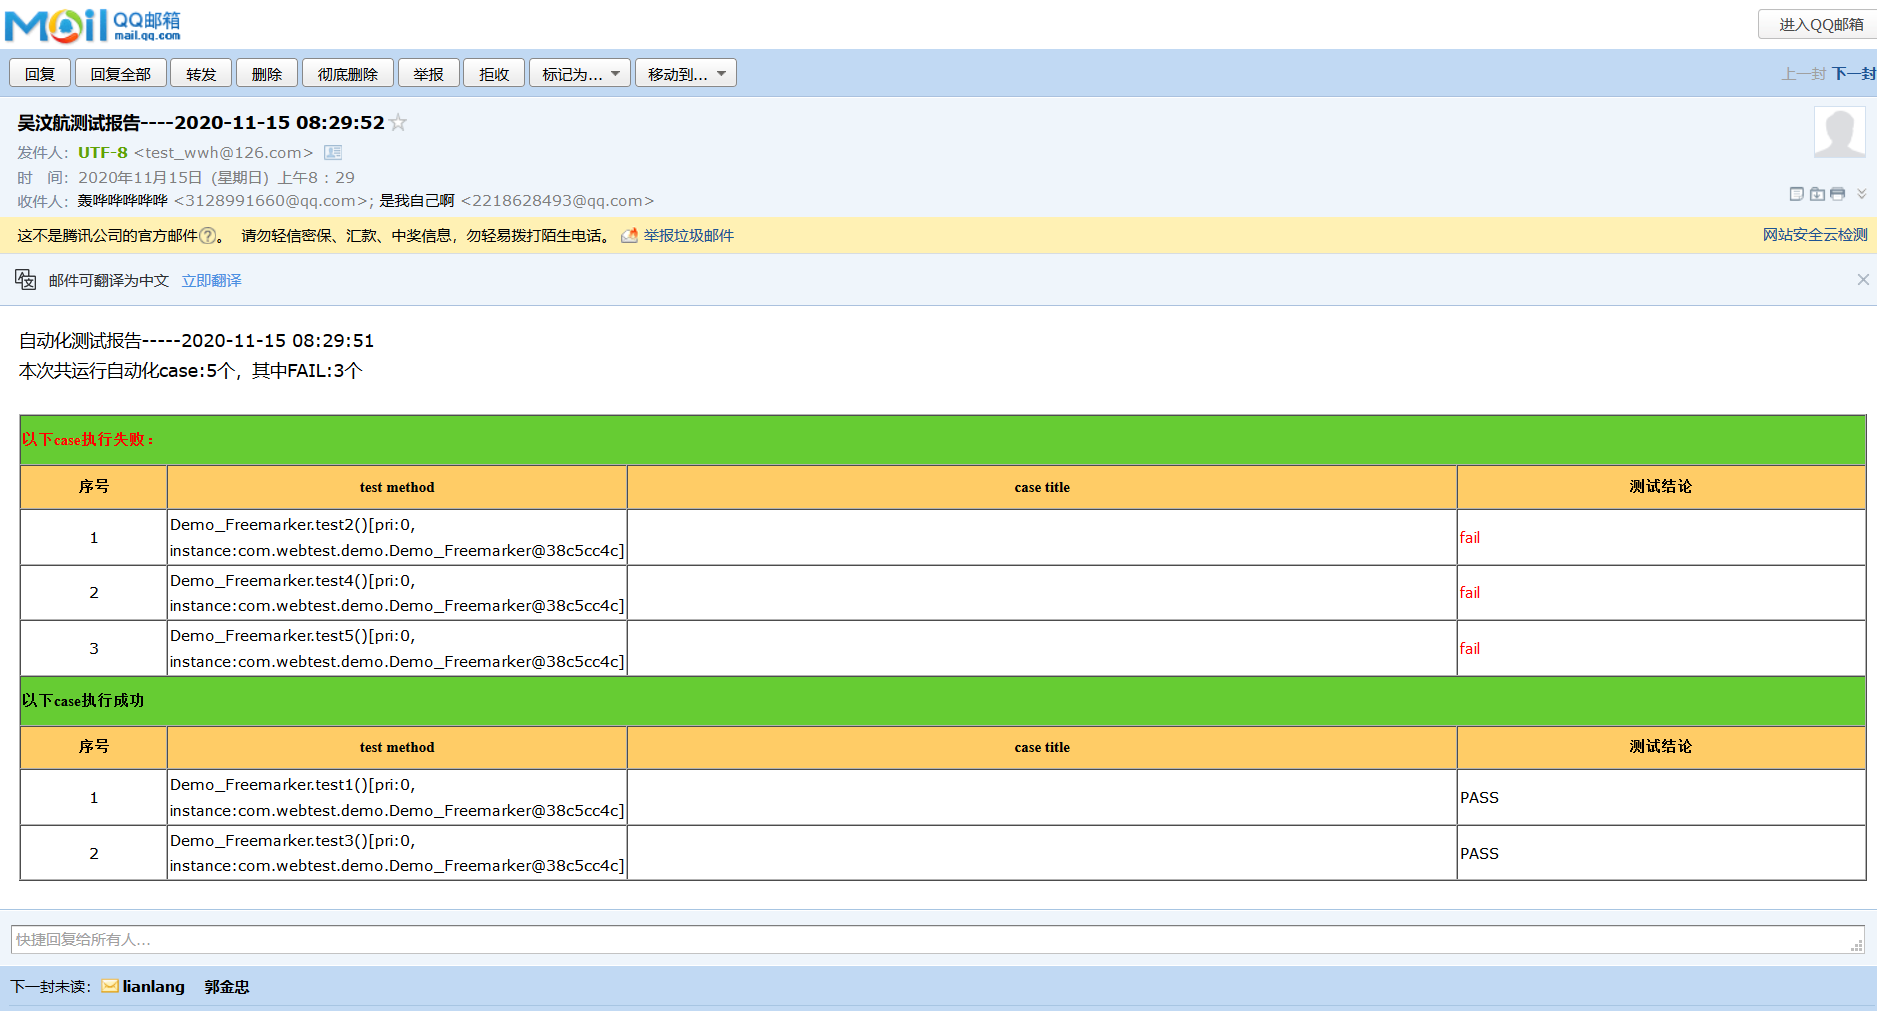 Mail QQ邮箱
mail.qq.com
进入QQ邮箱
回复 回复全部 转发 删除 彻底删除 举报 拒收 标记为... 移动到...
上一封 下一封
吴汶航测试报告----2020-11-15 08:29:52
发件人：UTF-8 <test_wwh@126.com>
时 间：2020年11月15日 (星期日) 上午8：29
收件人：轰哗哗哗哗哗 <3128991660@qq.com>; 是我自己啊 <2218628493@qq.com>
这不是腾讯公司的官方邮件?。 请勿轻信密保、汇款、中奖信息，勿轻易拨打陌生电话。 举报垃圾邮件
网站安全云检测
邮件可翻译为中文 立即翻译
自动化测试报告-----2020-11-15 08:29:51
本次共运行自动化case:5个，其中FAIL:3个
以下case执行失败：
序号 test method case title 测试结论
1 Demo_Freemarker.test2()[pri:0,
instance:com.webtest.demo.Demo_Freemarker@38c5cc4c] fail
2 Demo_Freemarker.test4()[pri:0,
instance:com.webtest.demo.Demo_Freemarker@38c5cc4c] fail
3 Demo_Freemarker.test5()[pri:0,
instance:com.webtest.demo.Demo_Freemarker@38c5cc4c] fail
以下case执行成功
序号 test method case title 测试结论
1 Demo_Freemarker.test1()[pri:0,
instance:com.webtest.demo.Demo_Freemarker@38c5cc4c] PASS
2 Demo_Freemarker.test3()[pri:0,
instance:com.webtest.demo.Demo_Freemarker@38c5cc4c] PASS
快捷回复给所有人...
下一封未读： lianlang 郭金忠